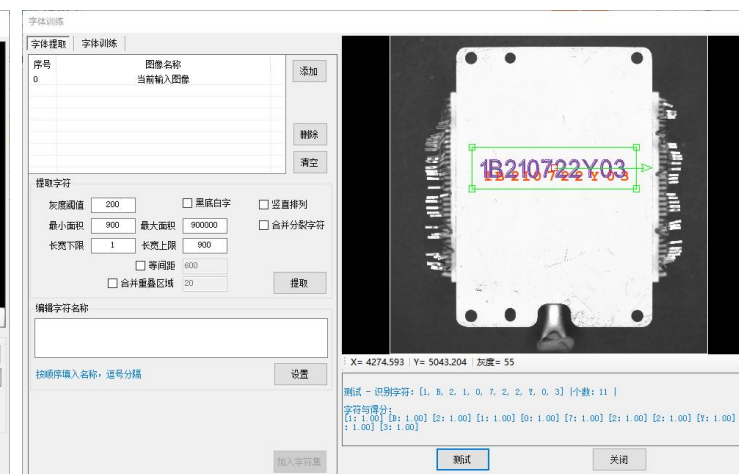 字体训练
字体提取 字体训练
序号 图像名称
0 当前输入图像
添加
删除
清空
提取字符
灰度阈值 200 黑底白字 竖直排列
最小面积 900 最大面积 900000 合并分裂字符
长宽下限 1 长宽上限 900
等间距 600
合并重叠区域 20 提取
编辑字符名称
按顺序填入名称，逗号分隔 设置
加入字符集
1B210722Y03
1B210722Y03
X= 4274.593 Y= 5043.204 灰度= 55
测试 - 识别字符: [1, B, 2, 1, 0, 7, 2, 2, Y, 0, 3] |个数: 11 |
字符与得分:
[1: 1.00] [B: 1.00] [2: 1.00] [1: 1.00] [0: 1.00] [7: 1.00] [2: 1.00] [2: 1.00] [Y: 1.00]
: 1.00] [3: 1.00]
测试 关闭